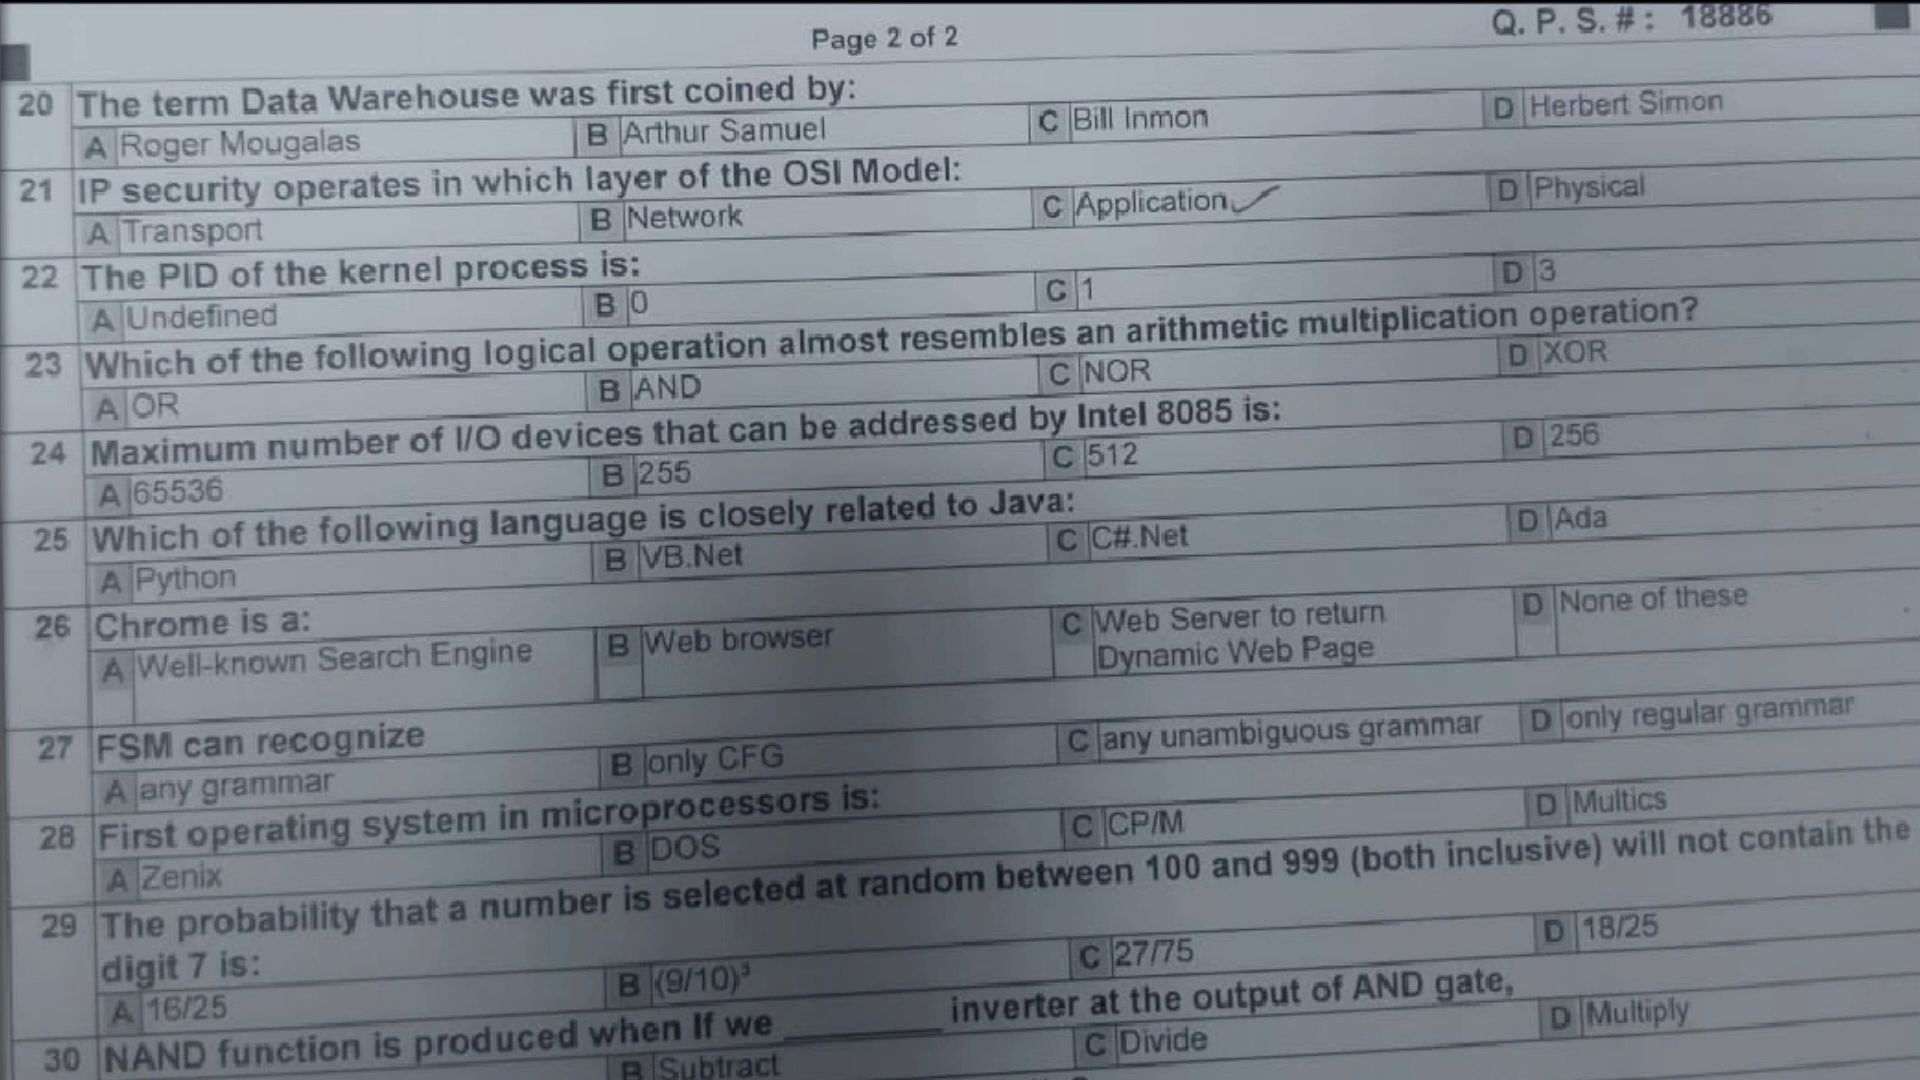 Page 2 of 2
Q. P. S. # : 18886
20 The term Data Warehouse was first coined by:
A Roger Mougalas B Arthur Samuel C Bill Inmon D Herbert Simon
21 IP security operates in which layer of the OSI Model:
A Transport B Network C Application D Physical
22 The PID of the kernel process is:
A Undefined B 0 C 1 D 3
23 Which of the following logical operation almost resembles an arithmetic multiplication operation?
A OR B AND C NOR D XOR
24 Maximum number of I/O devices that can be addressed by Intel 8085 is:
A 65536 B 255 C 512 D 256
25 Which of the following language is closely related to Java:
A Python B VB.Net C C#.Net D Ada
26 Chrome is a:
A Well-known Search Engine B Web browser C Web Server to return D None of these
Dynamic Web Page
27 FSM can recognize
A any grammar B only CFG C any unambiguous grammar D only regular grammar
28 First operating system in microprocessors is:
A Zenix B DOS C CP/M D Multics
29 The probability that a number is selected at random between 100 and 999 (both inclusive) will not contain the
digit 7 is:
A 16/25 B (9/10)³ C 27/75 D 18/25
30 NAND function is produced when If we ________ inverter at the output of AND gate,
B Subtract C Divide D Multiply